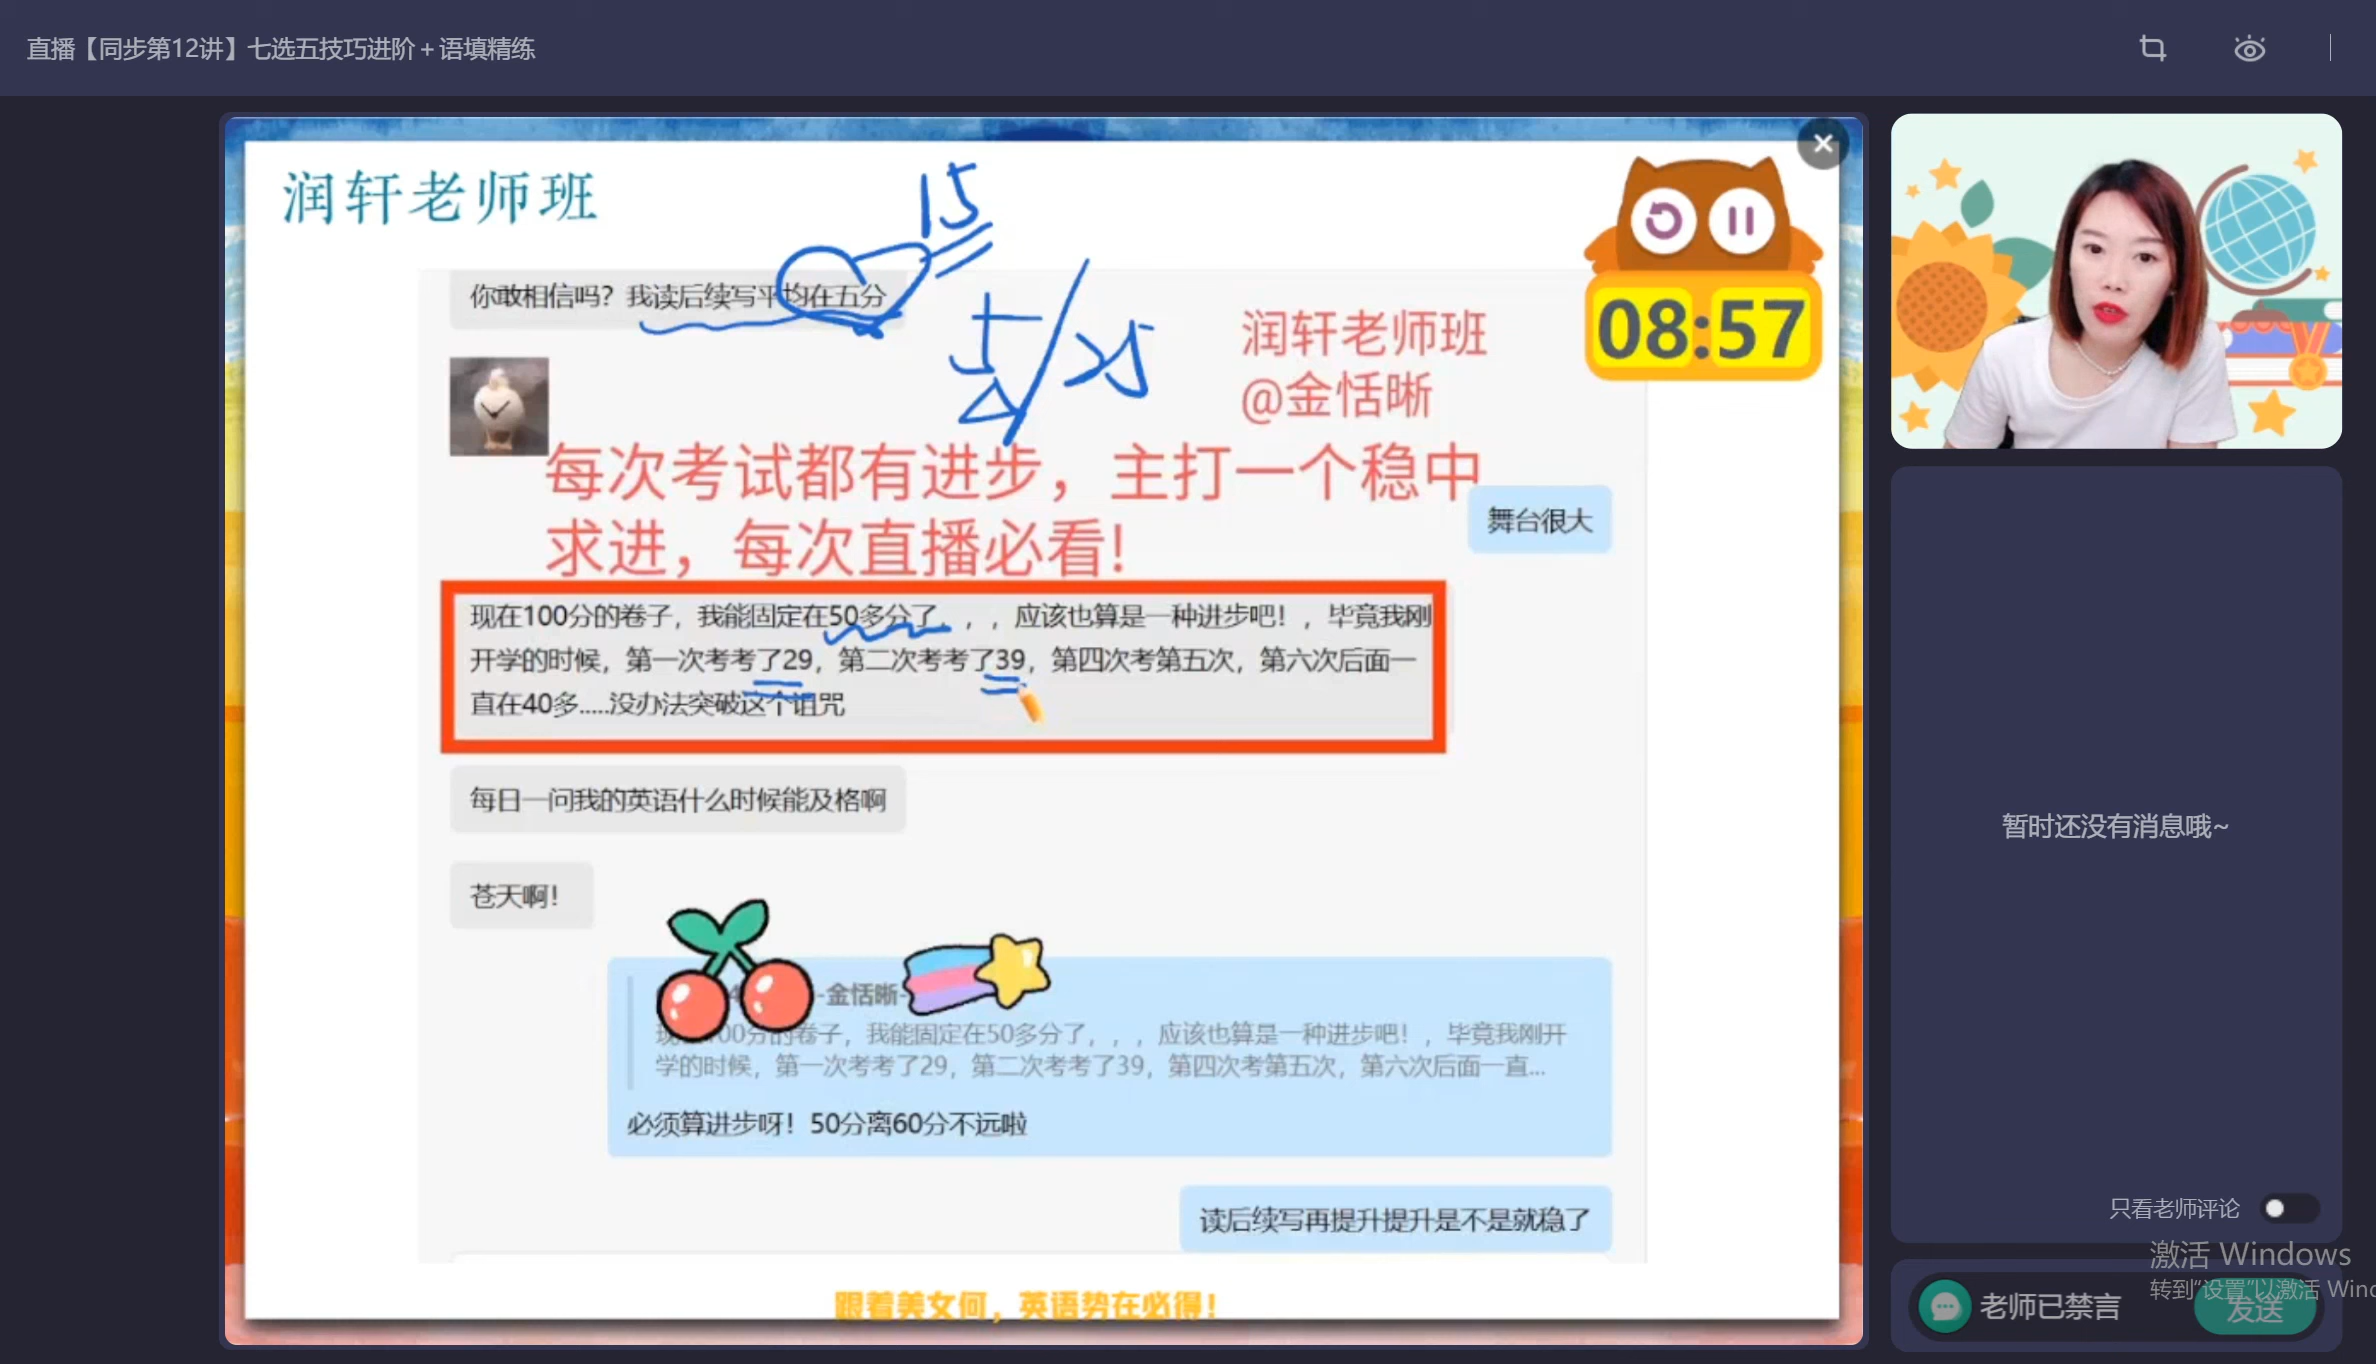 直播【同步第12讲】七选五技巧进阶+语填精练
润轩老师班
15
你敢相信吗？我读后续写平均在五分
5/25
08:57
润轩老师班
@金恬晰
每次考试都有进步，主打一个稳中
求进，每次直播必看!
舞台很大
现在100分的卷子，我能固定在50多分了，，，应该也算是一种进步吧！，毕竟我刚
开学的时候，第一次考考了29，第二次考考了39，第四次考第五次，第六次后面一
直在40多.....没办法突破这个诅咒
每日一问我的英语什么时候能及格啊
苍天啊！
-金恬晰-
现 00分的卷子，我能固定在50多分了，，，应该也算是一种进步吧！，毕竟我刚开
学的时候，第一次考考了29，第二次考考了39，第四次考第五次，第六次后面一直...
必须算进步呀！50分离60分不远啦
读后续写再提升提升是不是就稳了
跟着美女何，英语势在必得！
暂时还没有消息哦~
只看老师评论
激活 Windows
转到“设置”以激活 Winc
老师已禁言
发送